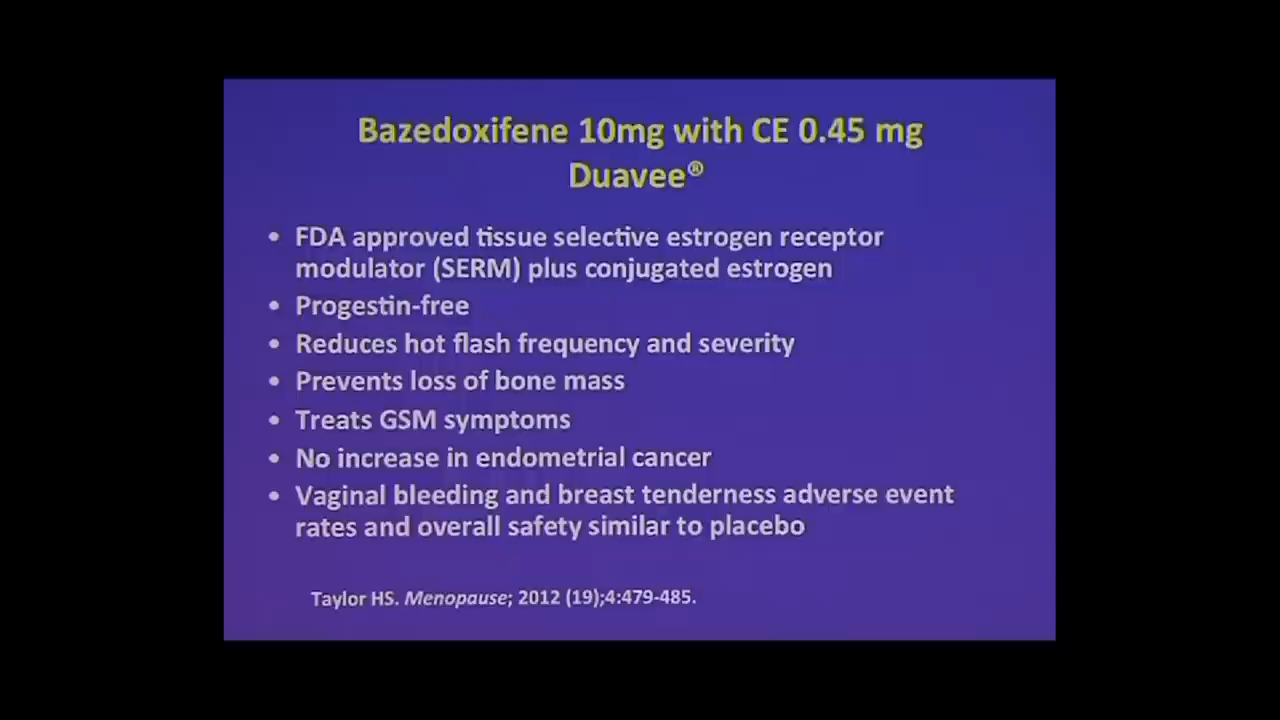 Bazedoxifene 10mg with CE 0.45 mg
Duavee®
• FDA approved tissue selective estrogen receptor
modulator (SERM) plus conjugated estrogen
• Progestin-free
• Reduces hot flash frequency and severity
• Prevents loss of bone mass
• Treats GSM symptoms
• No increase in endometrial cancer
• Vaginal bleeding and breast tenderness adverse event
rates and overall safety similar to placebo
Taylor HS. Menopause; 2012 (19);4:479-485.